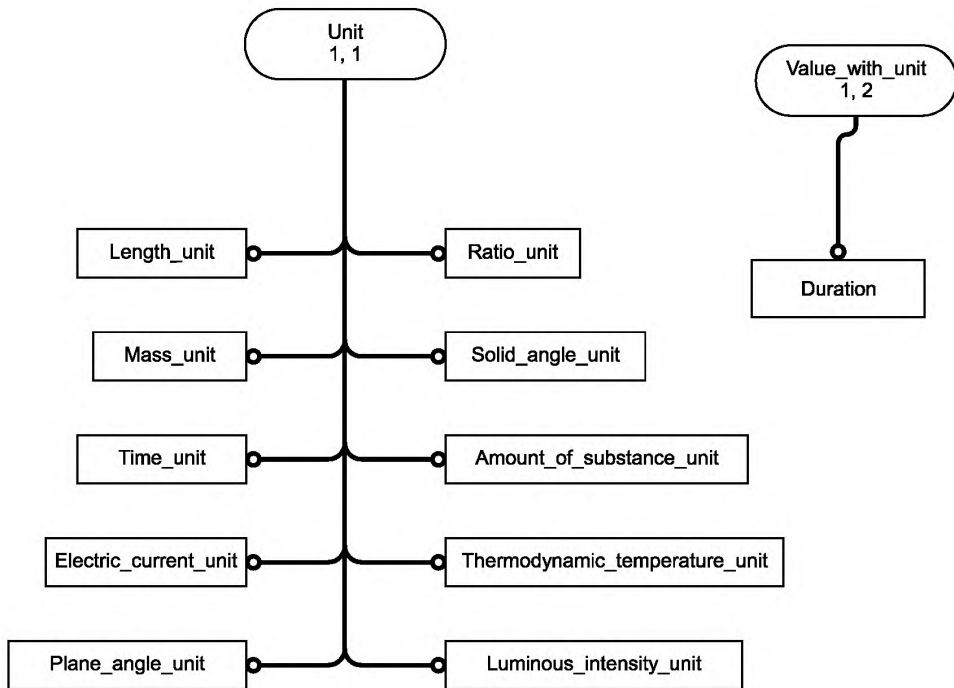 Unit
1, 1
Value_with_unit
1, 2
Length_unit
Ratio_unit
Duration
Mass_unit
Solid_angle_unit
Time_unit
Amount_of_substance_unit
Electric_current_unit
Thermodynamic_temperature_unit
Plane_angle_unit
Luminous_intensity_unit